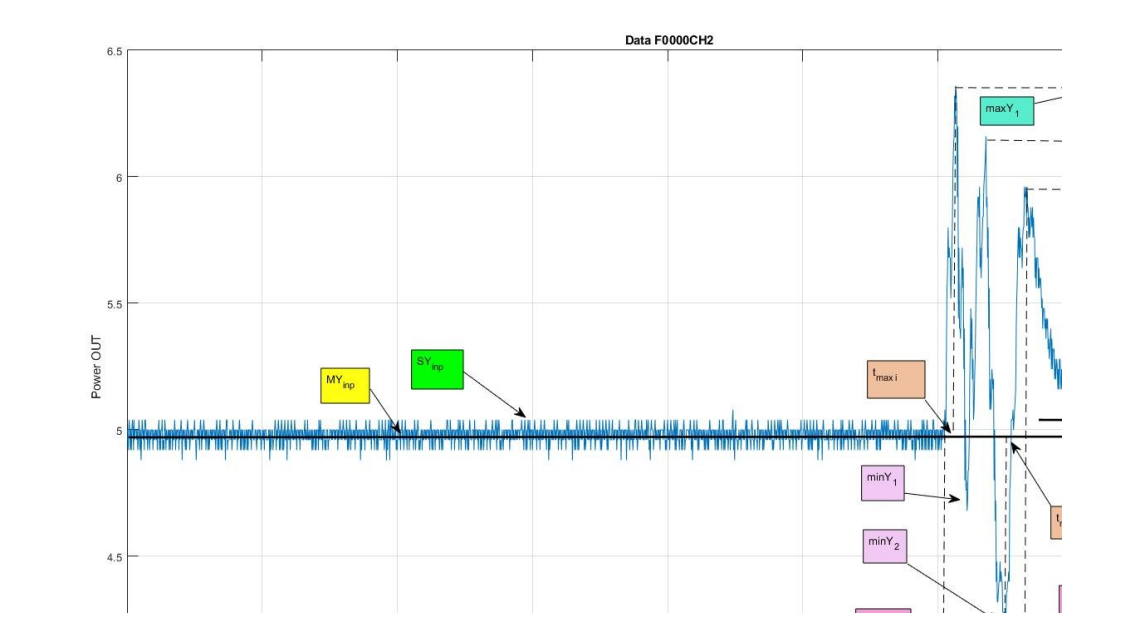 Data F0000CH2
6.5
maxY1
6
5.5
Power OUT
SYinp
MYinp
tmax i
5
minY1
minY2
4.5